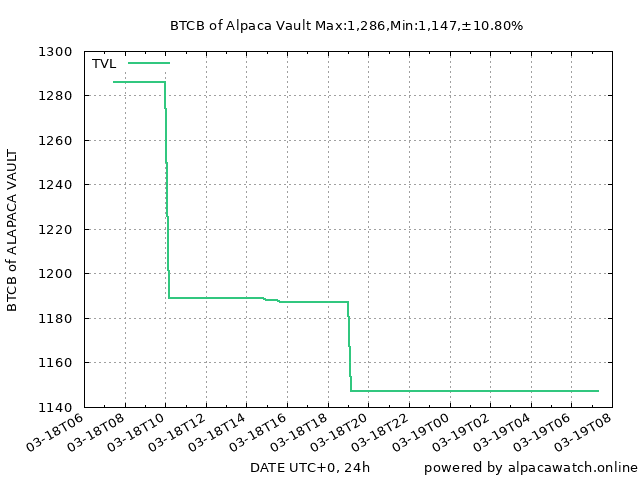 BTCB of Alpaca Vault Max:1,286,Min:1,147,±10.80%
TVL
1300
1280
1260
1240
1220
1200
1180
1160
1140
BTCB of ALAPACA VAULT
03-18T06
03-18T08
03-18T10
03-18T12
03-18T14
03-18T16
03-18T18
03-18T20
03-18T22
03-19T00
03-19T02
03-19T04
03-19T06
03-19T08
DATE UTC+0, 24h
powered by alpacawatch.online